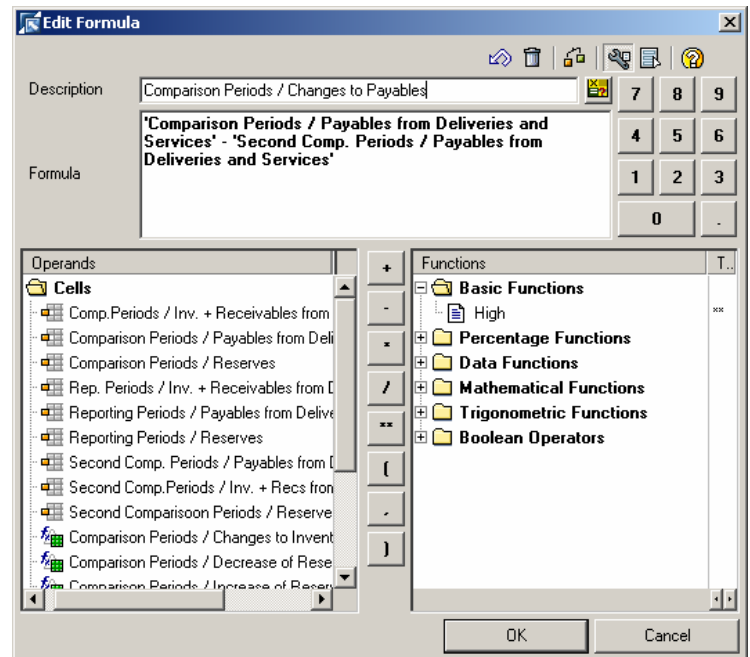 Edit Formula
Description
Comparison Periods / Changes to Payables
7 8 9
'Comparison Periods / Payables from Deliveries and
Services' - 'Second Comp. Periods / Payables from
Deliveries and Services'
4 5 6
Formula
1 2 3
0 .
Operands
Cells
Comp.Periods / Inv. + Receivables from
Comparison Periods / Payables from Deli
Comparison Periods / Reserves
Rep. Periods / Inv. + Receivables from D
Reporting Periods / Payables from Delive
Reporting Periods / Reserves
Second Comp. Periods / Payables from D
Second Comp.Periods / Inv. + Recs from
Second Comparisoon Periods / Reserve
Comparison Periods / Changes to Invent
Comparison Periods / Decrease of Rese
Comparison Periods / Increase of Reserv
+
-
*
/
**
(
,
)
Functions T..
Basic Functions
High **
Percentage Functions
Data Functions
Mathematical Functions
Trigonometric Functions
Boolean Operators
OK Cancel